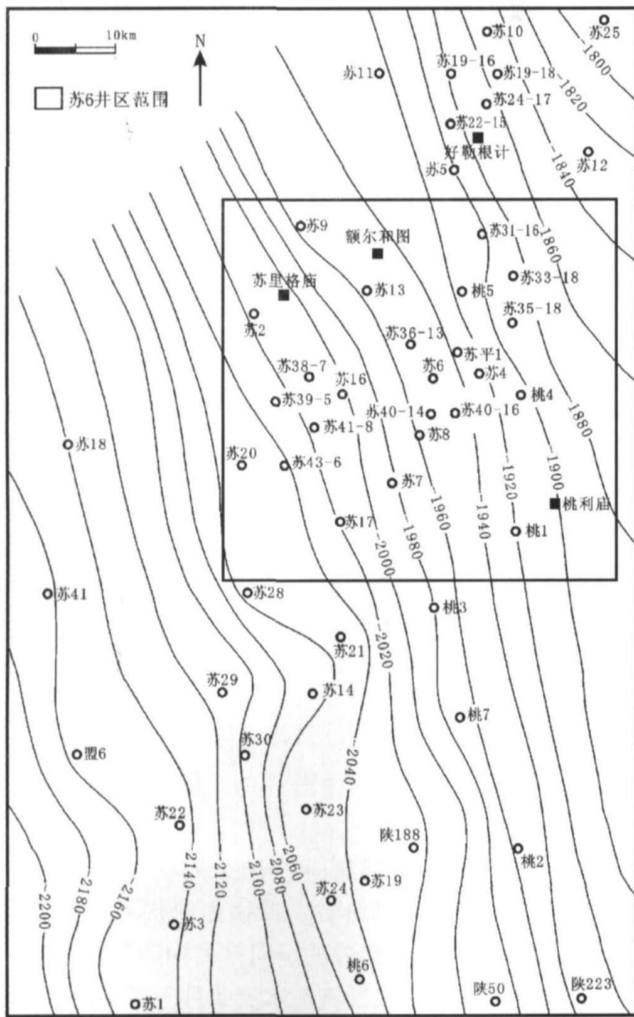 0 10km
N
苏6井区范围
苏10
苏25
苏11
苏19-16
苏19-18
苏24-17
苏22-15
好勒根计
苏12
苏5
-1800
-1820
-1840
-1860
-1880
苏9
额尔和图
苏31-16
苏里格庙
苏13
桃5
苏33-18
苏2
苏35-18
苏36-13
苏平1
苏38-7
苏16
苏6
苏4
桃4
苏39-5
苏40-14
苏40-16
苏41-8
苏8
苏18
苏20
苏43-6
苏7
-1900
桃利庙
-1920
-1940
-1960
-1980
-2000
苏17
桃1
苏41
苏28
桃3
苏21
-2020
苏29
苏14
桃7
苏30
盟6
-2040
苏23
苏22
陕188
桃2
苏19
苏24
-2060
-2080
-2100
-2120
-2140
-2160
-2180
-2200
苏3
桃6
苏1
陕50
陕223